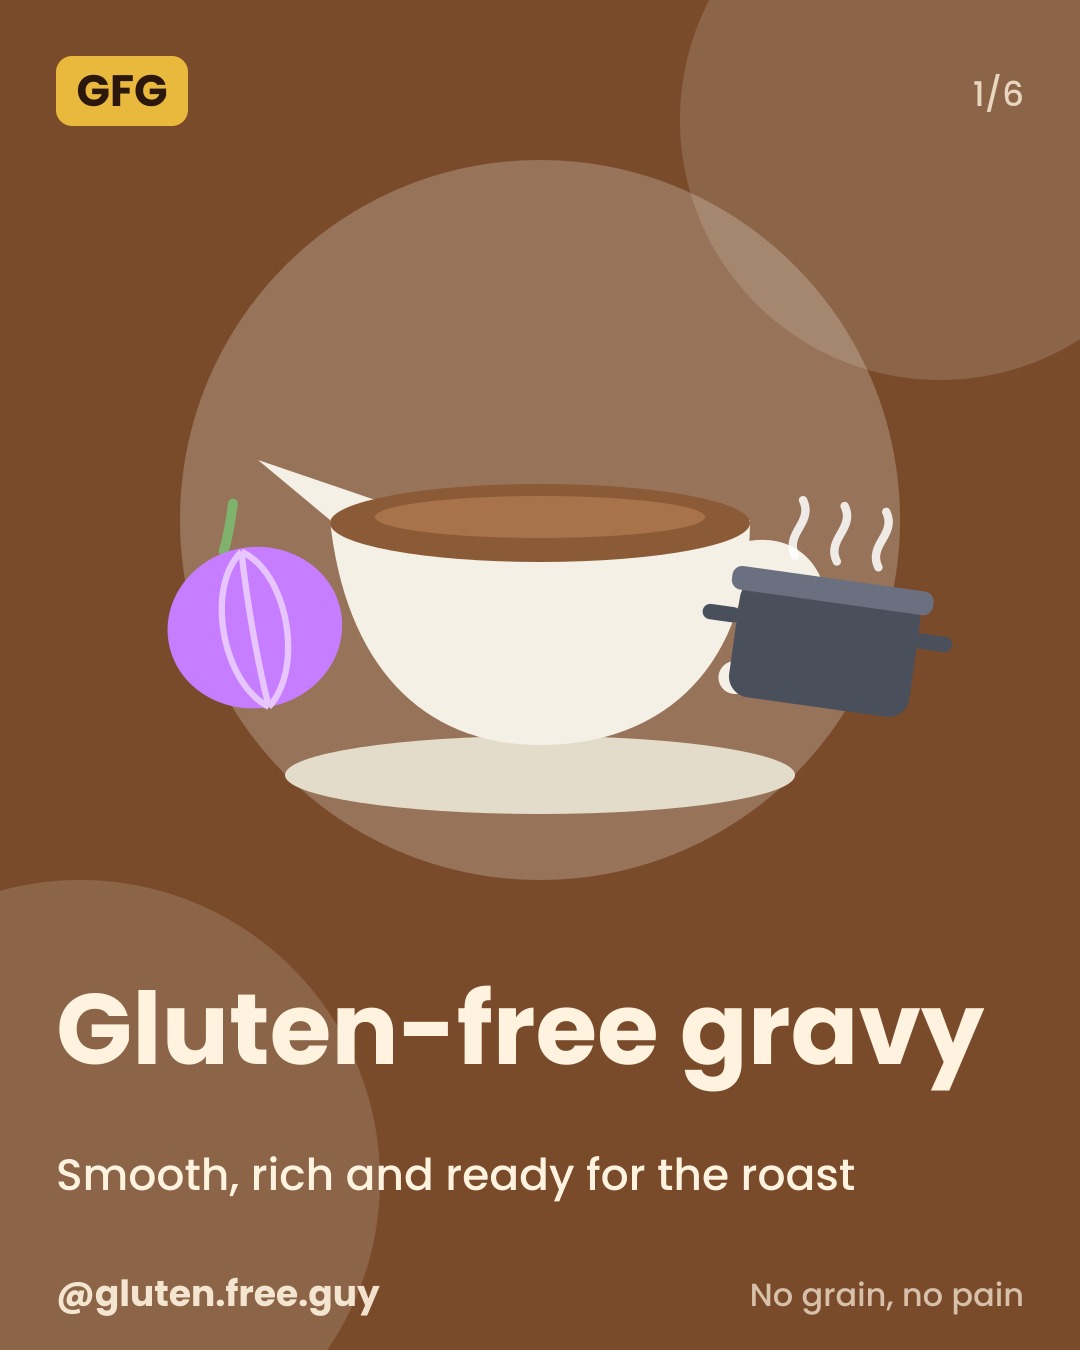 GFG
1/6
Gluten-free gravy
Smooth, rich and ready for the roast
@gluten.free.guy
No grain, no pain